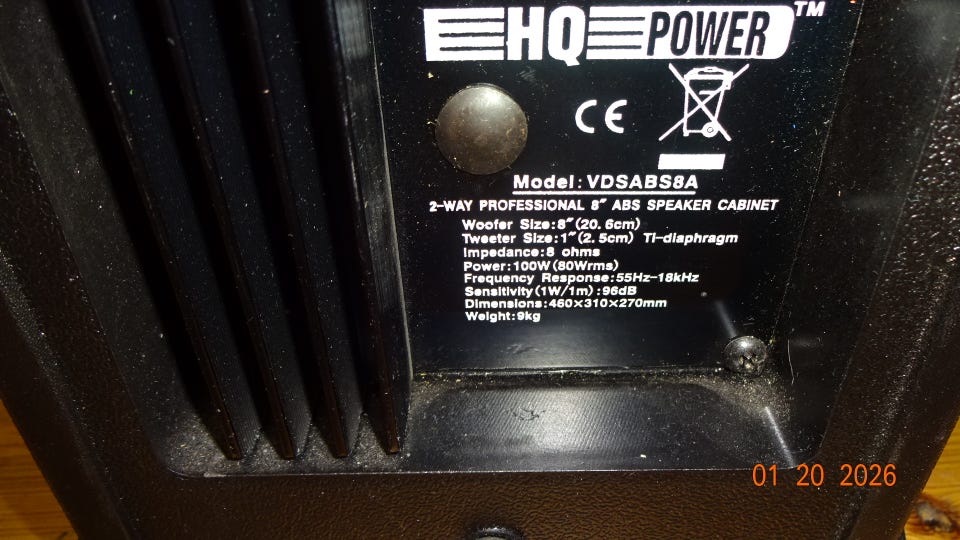 HQ POWER™
CE
Model:VDSABS8A
2-WAY PROFESSIONAL 8″ ABS SPEAKER CABINET
Woofer Size:8″(20.6cm)
Tweeter Size:1″(2.5cm) Ti-diaphragm
Impedance:8 ohms
Power:100W(80Wrms)
Frequency Response:55Hz-18kHz
Sensitivity(1W/1m):96dB
Dimensions:460×310×270mm
Weight:9kg
01 20 2026